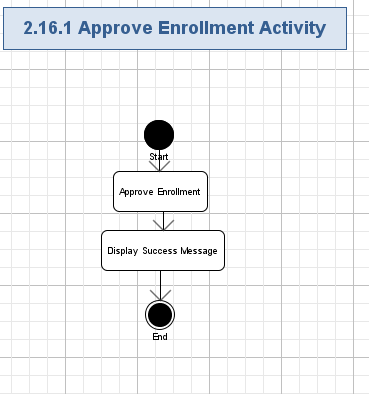 2.16.1 Approve Enrollment Activity
Start
Approve Enrollment
Display Success Message
End